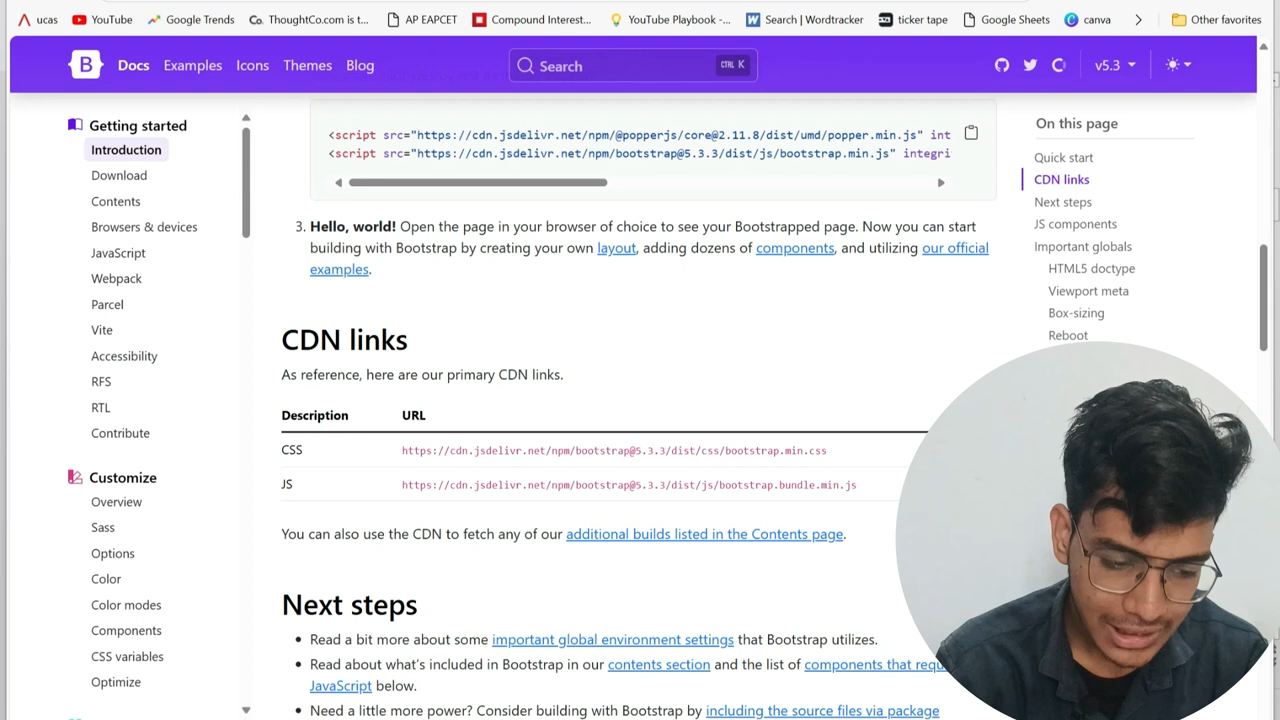 ucas YouTube Google Trends Co. ThoughtCo.com is t... AP EAPCET Compound Interest... YouTube Playbook -... W Search | Wordtracker ticker tape Google Sheets canva Other favorites
B Docs Examples Icons Themes Blog Search CTRL K v5.3
Getting started
Introduction
Download
Contents
Browsers & devices
JavaScript
Webpack
Parcel
Vite
Accessibility
RFS
RTL
Contribute
Customize
Overview
Sass
Options
Color
Color modes
Components
CSS variables
Optimize
<script src="https://cdn.jsdelivr.net/npm/@popperjs/core@2.11.8/dist/umd/popper.min.js" int
<script src="https://cdn.jsdelivr.net/npm/bootstrap@5.3.3/dist/js/bootstrap.min.js" integri
3. Hello, world! Open the page in your browser of choice to see your Bootstrapped page. Now you can start
building with Bootstrap by creating your own layout, adding dozens of components, and utilizing our official
examples.
CDN links
As reference, here are our primary CDN links.
Description URL
CSS https://cdn.jsdelivr.net/npm/bootstrap@5.3.3/dist/css/bootstrap.min.css
JS https://cdn.jsdelivr.net/npm/bootstrap@5.3.3/dist/js/bootstrap.bundle.min.js
You can also use the CDN to fetch any of our additional builds listed in the Contents page.
Next steps
• Read a bit more about some important global environment settings that Bootstrap utilizes.
• Read about what's included in Bootstrap in our contents section and the list of components that requ
JavaScript below.
• Need a little more power? Consider building with Bootstrap by including the source files via package
On this page
Quick start
CDN links
Next steps
JS components
Important globals
HTML5 doctype
Viewport meta
Box-sizing
Reboot